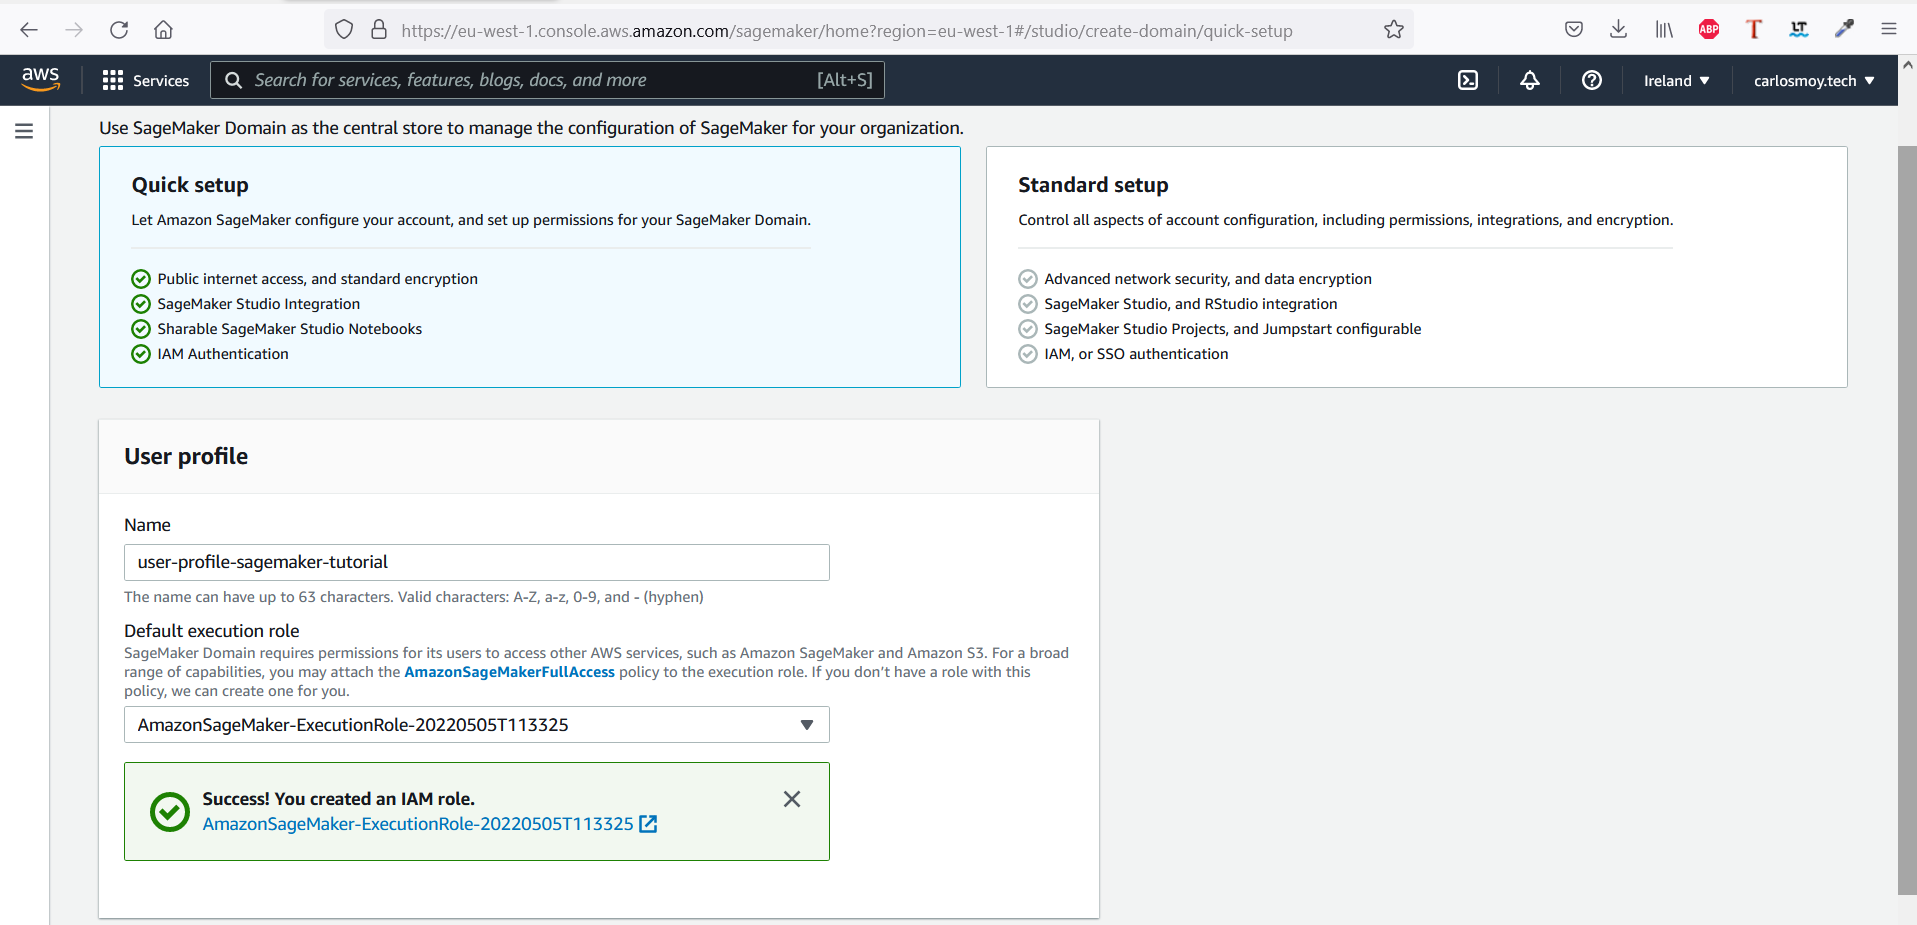 https://eu-west-1.console.aws.amazon.com/sagemaker/home?region=eu-west-1#/studio/create-domain/quick-setup
ABP
T
LT
aws
Services
Search for services, features, blogs, docs, and more
[Alt+S]
Ireland
carlosmoy.tech
Use SageMaker Domain as the central store to manage the configuration of SageMaker for your organization.
Quick setup
Let Amazon SageMaker configure your account, and set up permissions for your SageMaker Domain.
Public internet access, and standard encryption
SageMaker Studio Integration
Sharable SageMaker Studio Notebooks
IAM Authentication
Standard setup
Control all aspects of account configuration, including permissions, integrations, and encryption.
Advanced network security, and data encryption
SageMaker Studio, and RStudio integration
SageMaker Studio Projects, and Jumpstart configurable
IAM, or SSO authentication
User profile
Name
user-profile-sagemaker-tutorial
The name can have up to 63 characters. Valid characters: A-Z, a-z, 0-9, and - (hyphen)
Default execution role
SageMaker Domain requires permissions for its users to access other AWS services, such as Amazon SageMaker and Amazon S3. For a broad
range of capabilities, you may attach the AmazonSageMakerFullAccess policy to the execution role. If you don’t have a role with this
policy, we can create one for you.
AmazonSageMaker-ExecutionRole-20220505T113325
Success! You created an IAM role.
AmazonSageMaker-ExecutionRole-20220505T113325